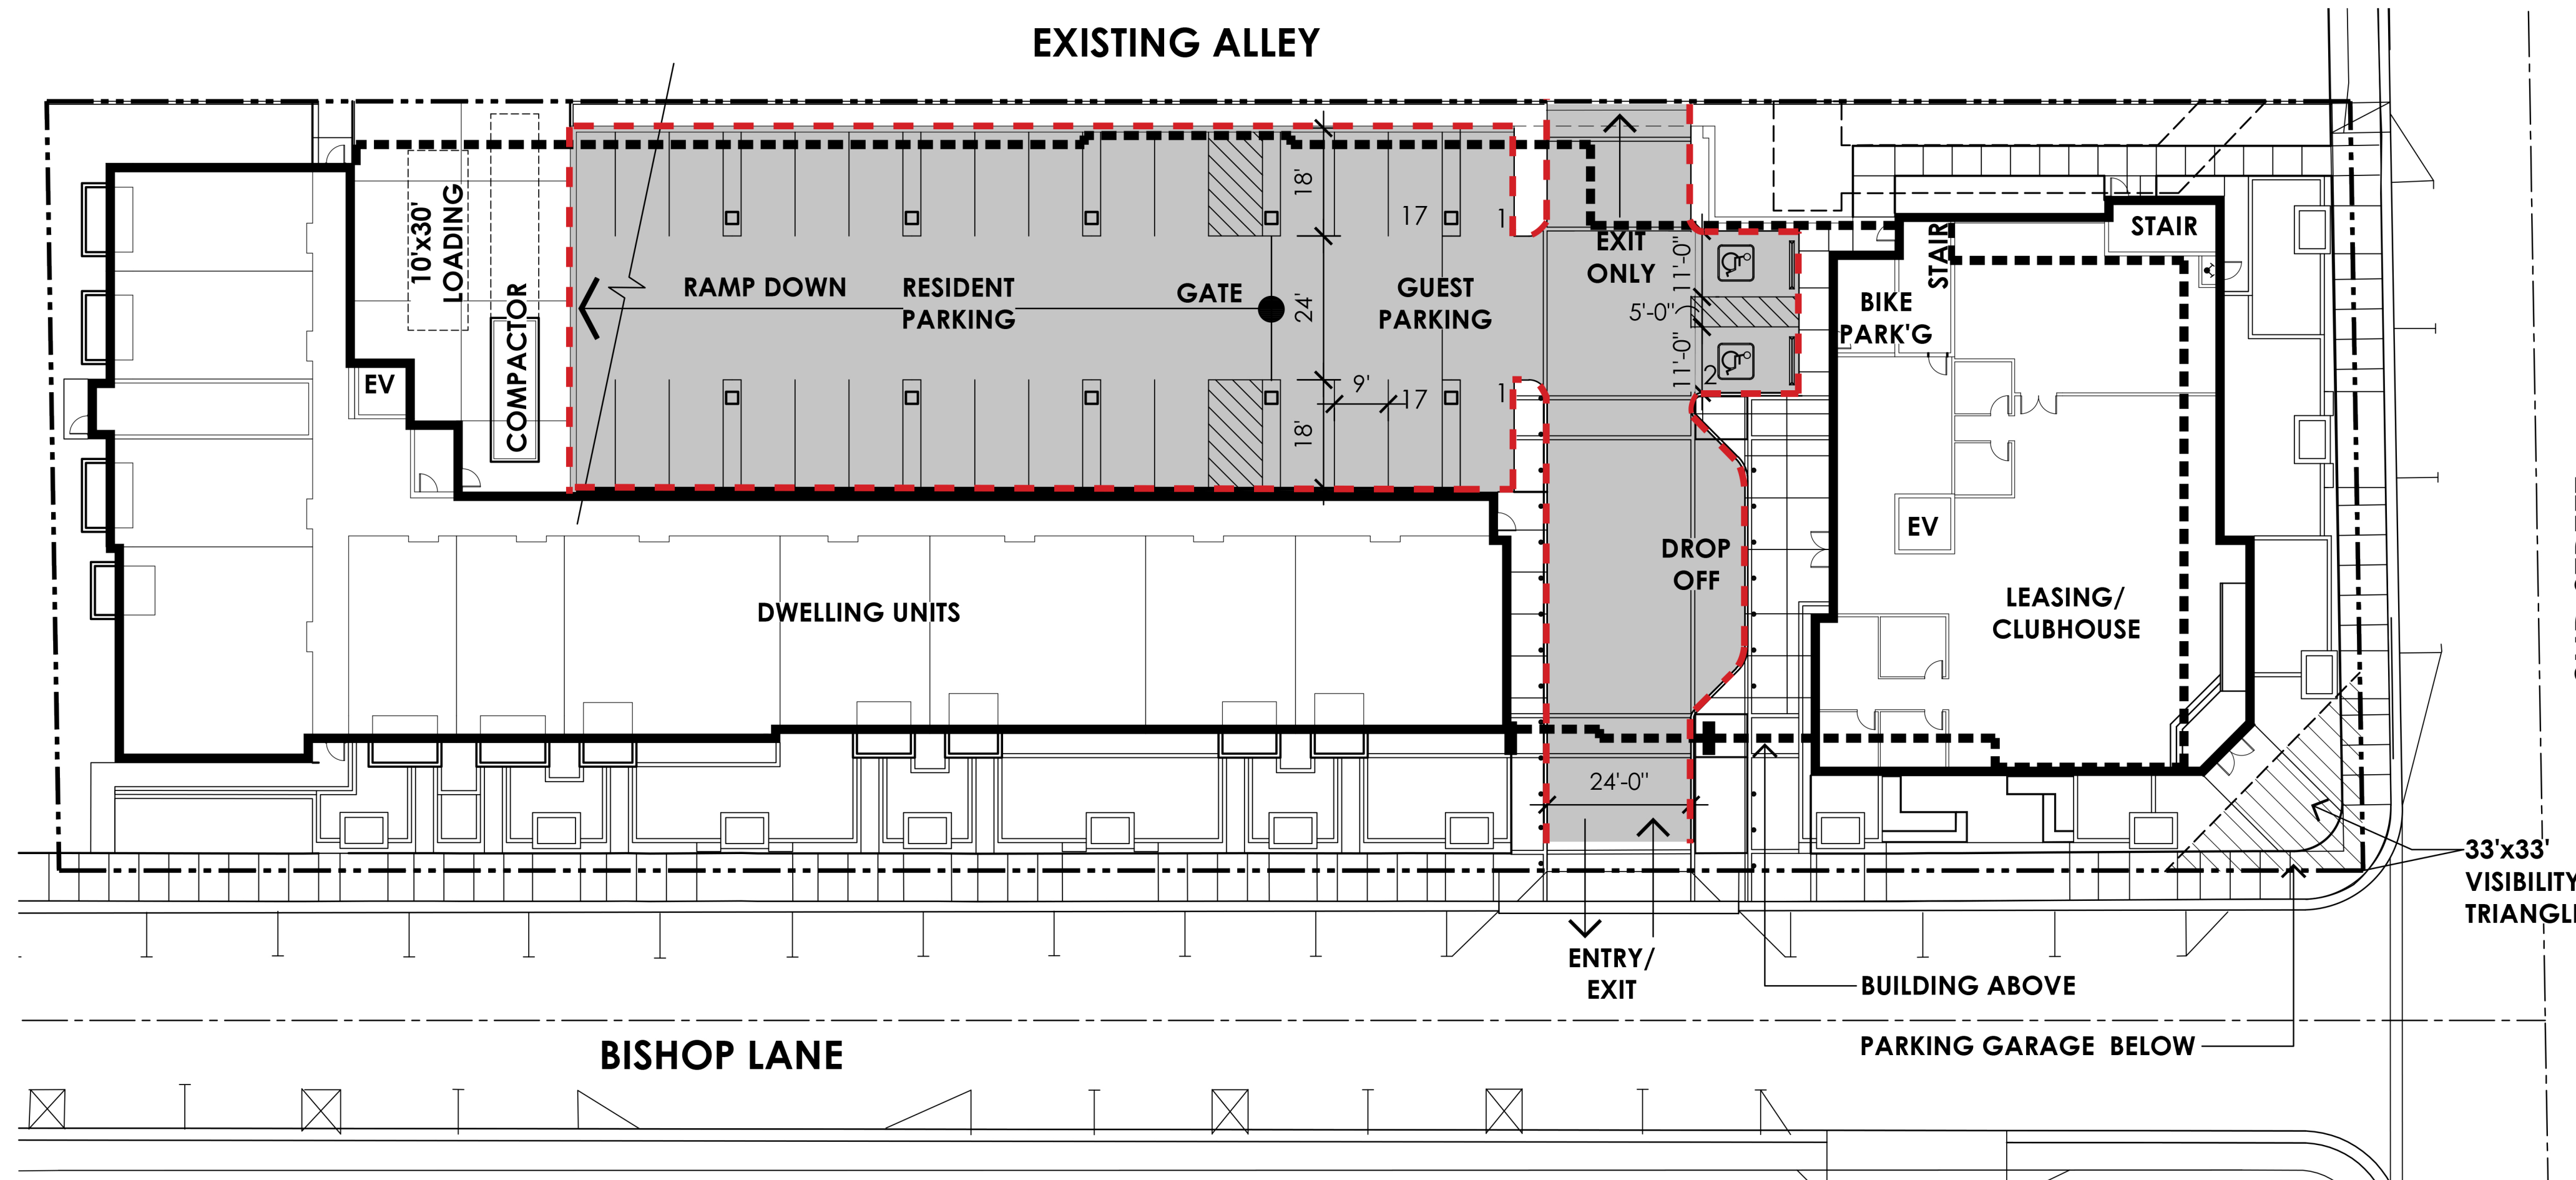 EXISTING ALLEY
10'x30'
LOADING
COMPACTOR
EV
RAMP DOWN
RESIDENT
PARKING
GATE
18'
24'
18'
9'
17
1
17
1
GUEST
PARKING
EXIT
ONLY
11'-0"
5'-0"
11'-0"
2
BIKE
PARK'G
STAIR
STAIR
EV
DROP
OFF
LEASING/
CLUBHOUSE
DWELLING UNITS
24'-0"
33'x33'
VISIBILITY
TRIANGLE
ENTRY/
EXIT
BUILDING ABOVE
PARKING GARAGE BELOW
BISHOP LANE